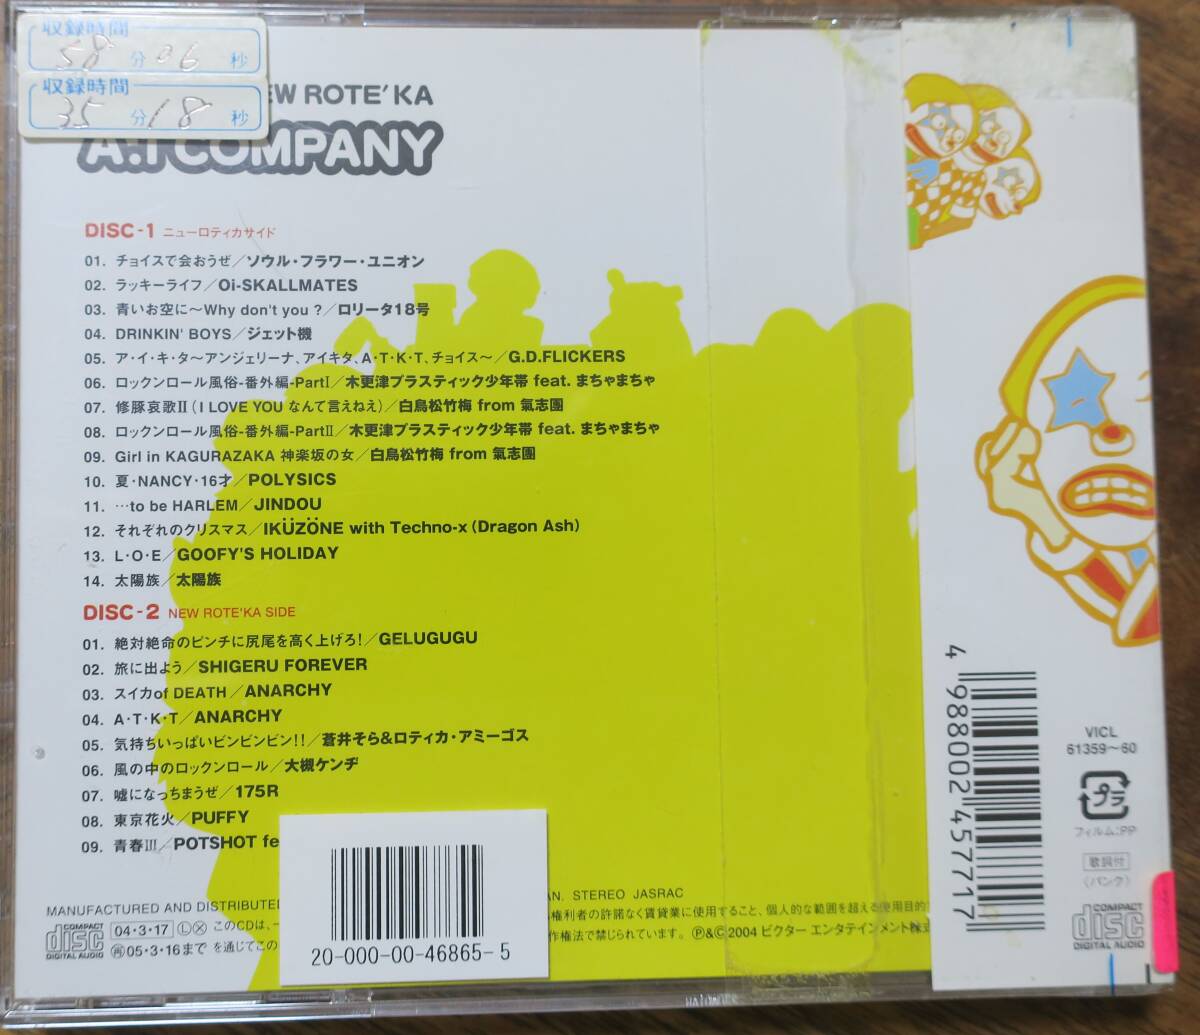 収録時間
58分06秒
収録時間
35分18秒
EW ROTE'KA
A.I COMPANY
DISC-1 ニューロティカサイド
01. チョイスで会おうぜ／ソウル・フラワー・ユニオン
02. ラッキーライフ／Oi-SKALLMATES
03. 青いお空に〜Why don't you ?／ロリータ18号
04. DRINKIN' BOYS／ジェット機
05. ア・イ・キ・タ〜アンジェリーナ、アイキタ、A・T・K・T、チョイス〜／G.D.FLICKERS
06. ロックンロール風俗-番外編-PartⅠ／木更津プラスティック少年帯 feat. まちゃまちゃ
07. 修豚哀歌Ⅱ（I LOVE YOU なんて言えねえ）／白鳥松竹梅 from 氣志團
08. ロックンロール風俗-番外編-PartⅡ／木更津プラスティック少年帯 feat. まちゃまちゃ
09. Girl in KAGURAZAKA 神楽坂の女／白鳥松竹梅 from 氣志團
10. 夏・NANCY・16才／POLYSICS
11. …to be HARLEM／JINDOU
12. それぞれのクリスマス／IKÜZÖNE with Techno-x（Dragon Ash）
13. L・O・E／GOOFY'S HOLIDAY
14. 太陽族／太陽族
DISC-2 NEW ROTE'KA SIDE
01. 絶対絶命のピンチに尻尾を高く上げろ!／GELUGUGU
02. 旅に出よう／SHIGERU FOREVER
03. スイカof DEATH／ANARCHY
04. A・T・K・T／ANARCHY
05. 気持ちいっぱいビンビンビン!!／蒼井そら&ロティカ・アミーゴス
06. 風の中のロックンロール／大槻ケンヂ
07. 嘘になっちまうぜ／175R
08. 東京花火／PUFFY
09. 青春Ⅲ／POTSHOT fe
MANUFACTURED AND DISTRIBUTED
AN. STEREO JASRAC
COMPACT disc DIGITAL AUDIO
04・3・17 Ⓛ Ⓧ このCDは、
権利者の許諾なく賃貸業に使用すること、個人的な範囲を超える使用目的
再05・3・16まで を通じてこの
作権法で禁じられています。 Ⓟ&Ⓒ2004 ビクター エンタテインメント株式
20-000-00-46865-5
4 988002 457717
VICL
61359〜60
プラ
フィルム:PP
歌詞付
〈パンク〉
COMPACT disc DIGITAL AUDIO